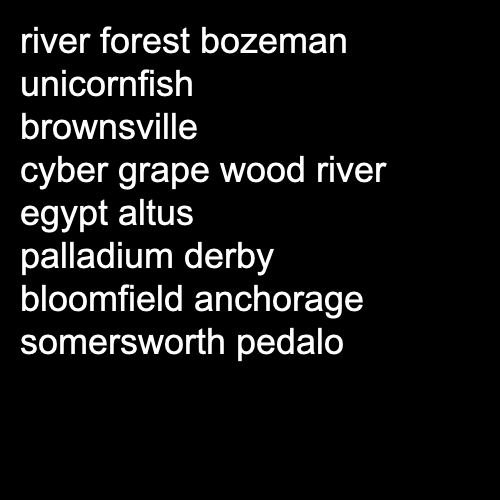 river forest bozeman
unicornfish
brownsville
cyber grape wood river
egypt altus
palladium derby
bloomfield anchorage
somersworth pedalo